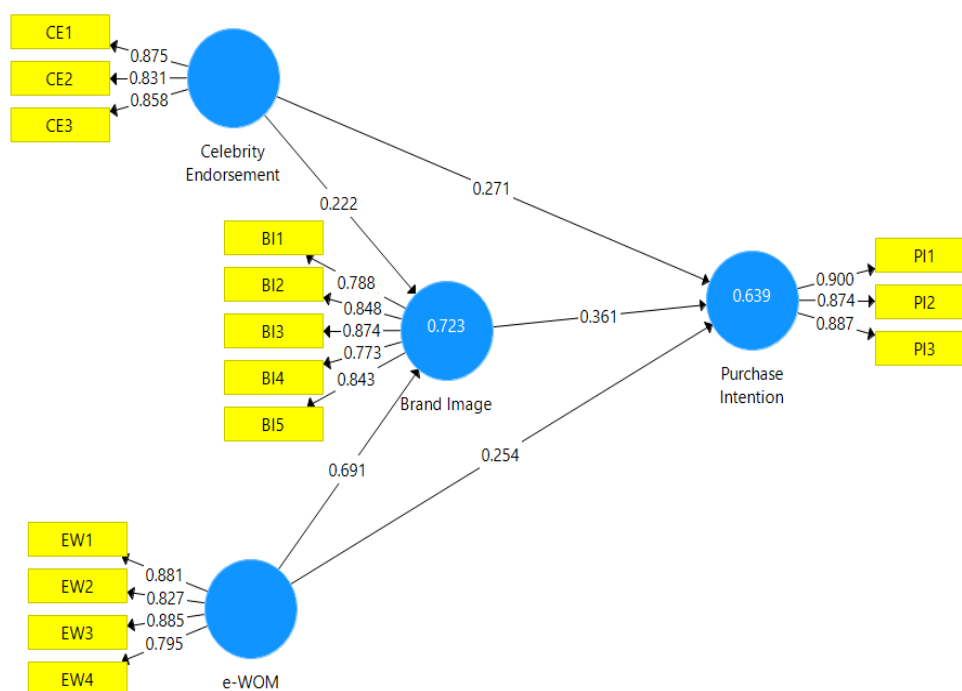 CE1
0.875
CE2
0.831
CE3
0.858
Celebrity
Endorsement
0.271
0.222
BI1
0.788
BI2
0.848
BI3
0.874
BI4
0.773
BI5
0.843
0.723
Brand Image
0.361
0.639
Purchase
Intention
PI1
0.900
PI2
0.874
PI3
0.887
0.691
0.254
EW1
0.881
EW2
0.827
EW3
0.885
EW4
0.795
e-WOM